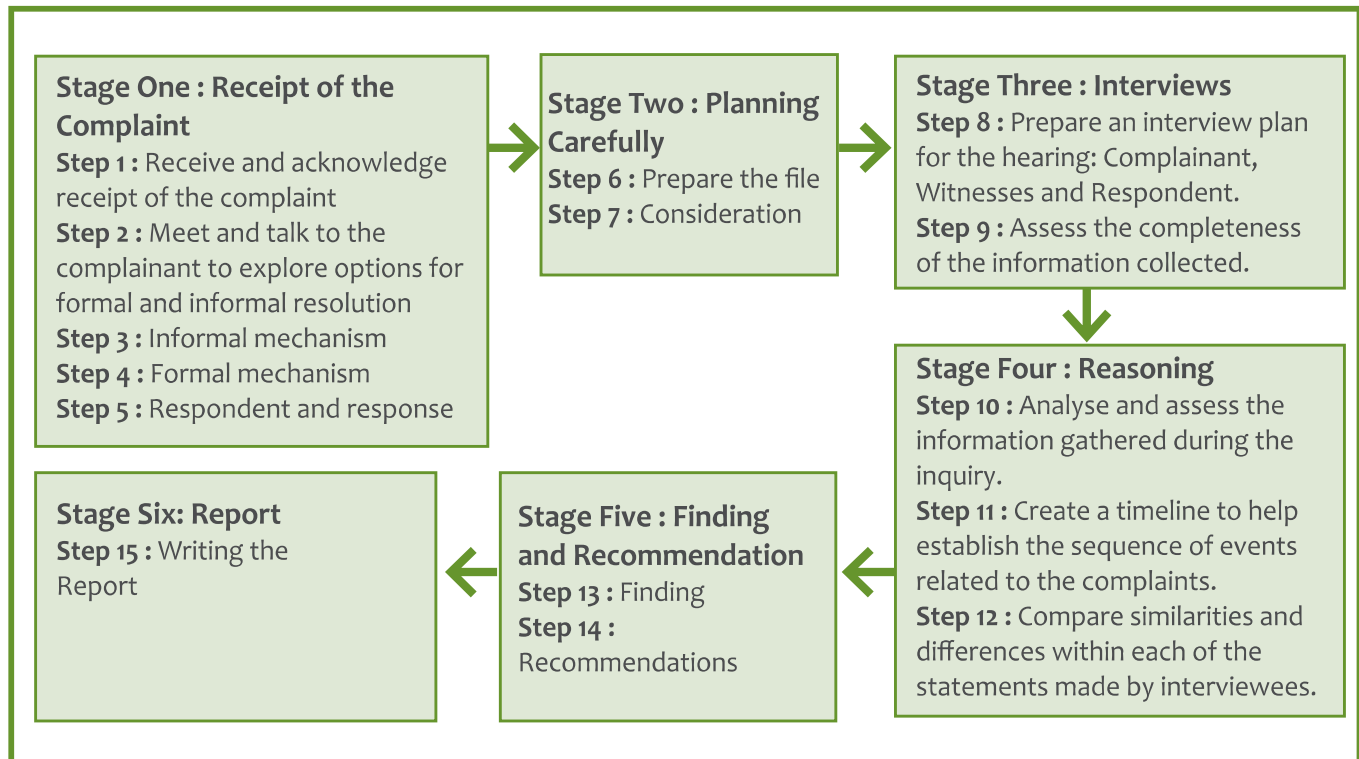 Stage One : Receipt of the
Complaint
Step 1 : Receive and acknowledge
receipt of the complaint
Step 2 : Meet and talk to the
complainant to explore options for
formal and informal resolution
Step 3 : Informal mechanism
Step 4 : Formal mechanism
Step 5 : Respondent and response
Stage Two : Planning
Carefully
Step 6 : Prepare the file
Step 7 : Consideration
Stage Three : Interviews
Step 8 : Prepare an interview plan
for the hearing: Complainant,
Witnesses and Respondent.
Step 9 : Assess the completeness
of the information collected.
Stage Four : Reasoning
Step 10 : Analyse and assess the
information gathered during the
inquiry.
Step 11 : Create a timeline to help
establish the sequence of events
related to the complaints.
Step 12 : Compare similarities and
differences within each of the
statements made by interviewees.
Stage Five : Finding
and Recommendation
Step 13 : Finding
Step 14 :
Recommendations
Stage Six: Report
Step 15 : Writing the
Report